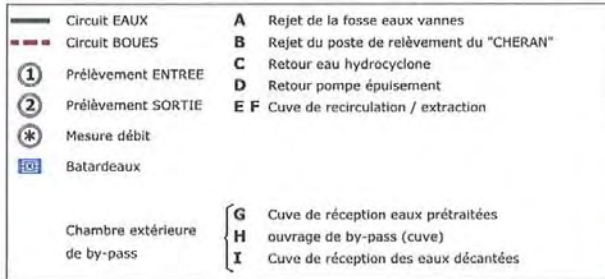 Circuit EAUX
Circuit BOUES
1 Prélèvement ENTREE
2 Prélèvement SORTIE
* Mesure débit
Batardeaux
A Rejet de la fosse eaux vannes
B Rejet du poste de relèvement du "CHERAN"
C Retour eau hydrocyclone
D Retour pompe épuisement
E F Cuve de recirculation / extraction
Chambre extérieure
de by-pass
G Cuve de réception eaux prétraitées
H ouvrage de by-pass (cuve)
I Cuve de réception des eaux décantées